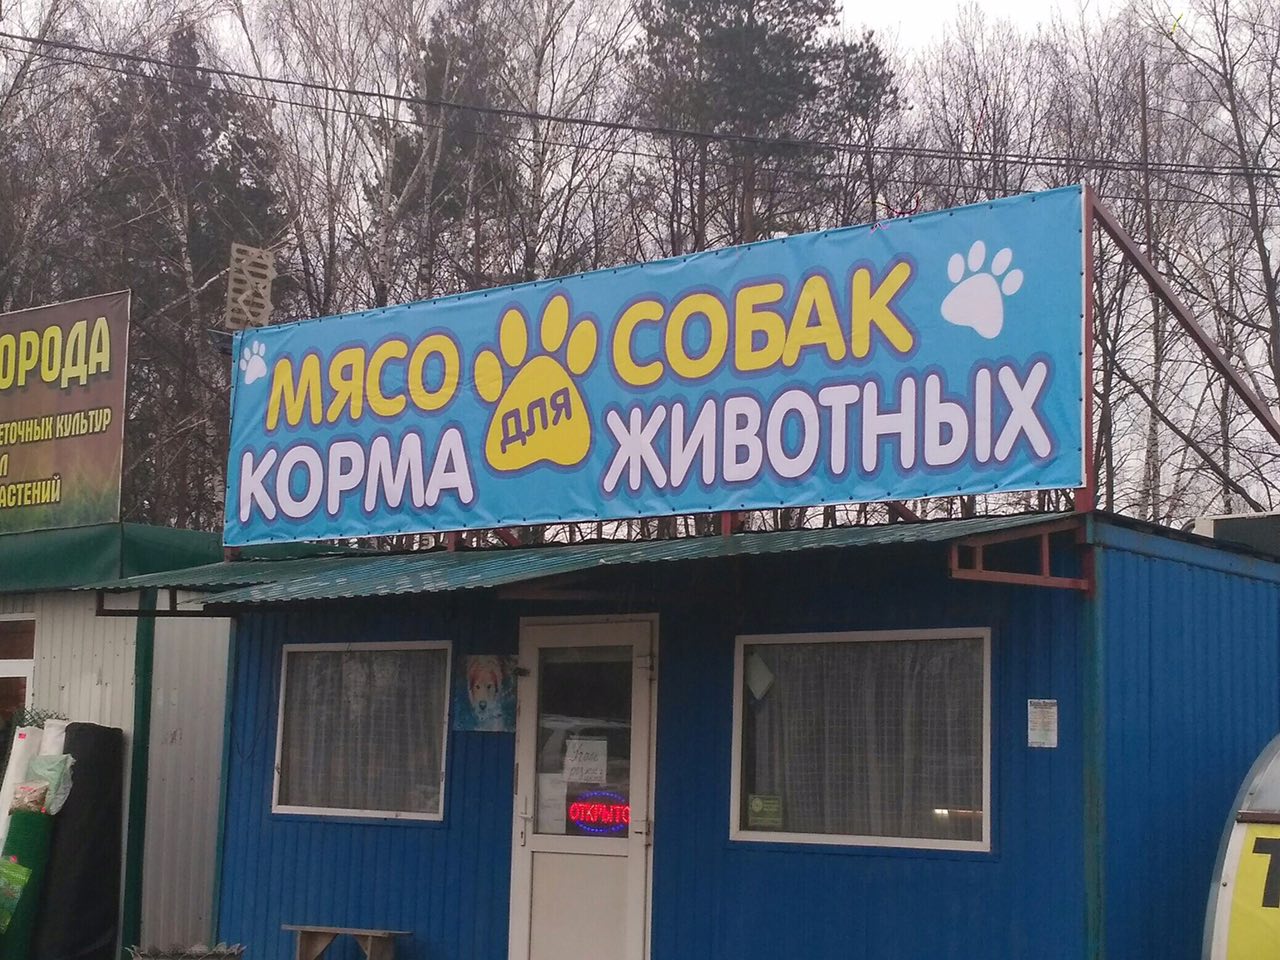 МЯСО ДЛЯ СОБАК
КОРМА ЖИВОТНЫХ
ОРОДА
ЕТОЧНЫХ КУЛЬТУР
Л
АСТЕНИЙ
ОТКРЫТО
Т